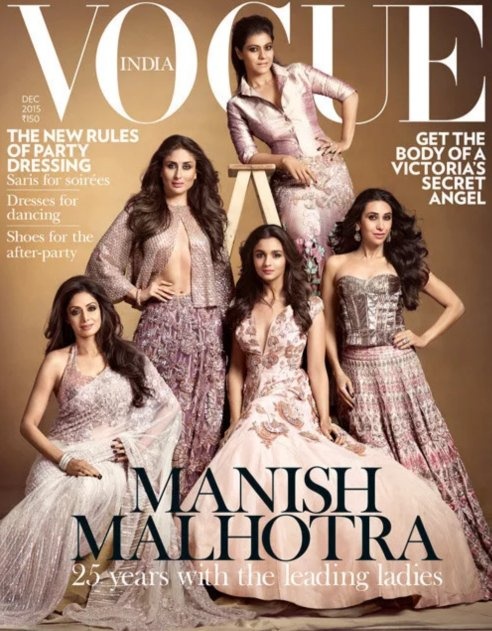 VOGUE
INDIA
DEC
2015
₹150
THE NEW RULES
OF PARTY
DRESSING
Saris for soirées
Dresses for
dancing
Shoes for the
after-party
GET THE
BODY OF A
VICTORIA'S
SECRET
ANGEL
MANISH
MALHOTRA
25 years with the leading ladies